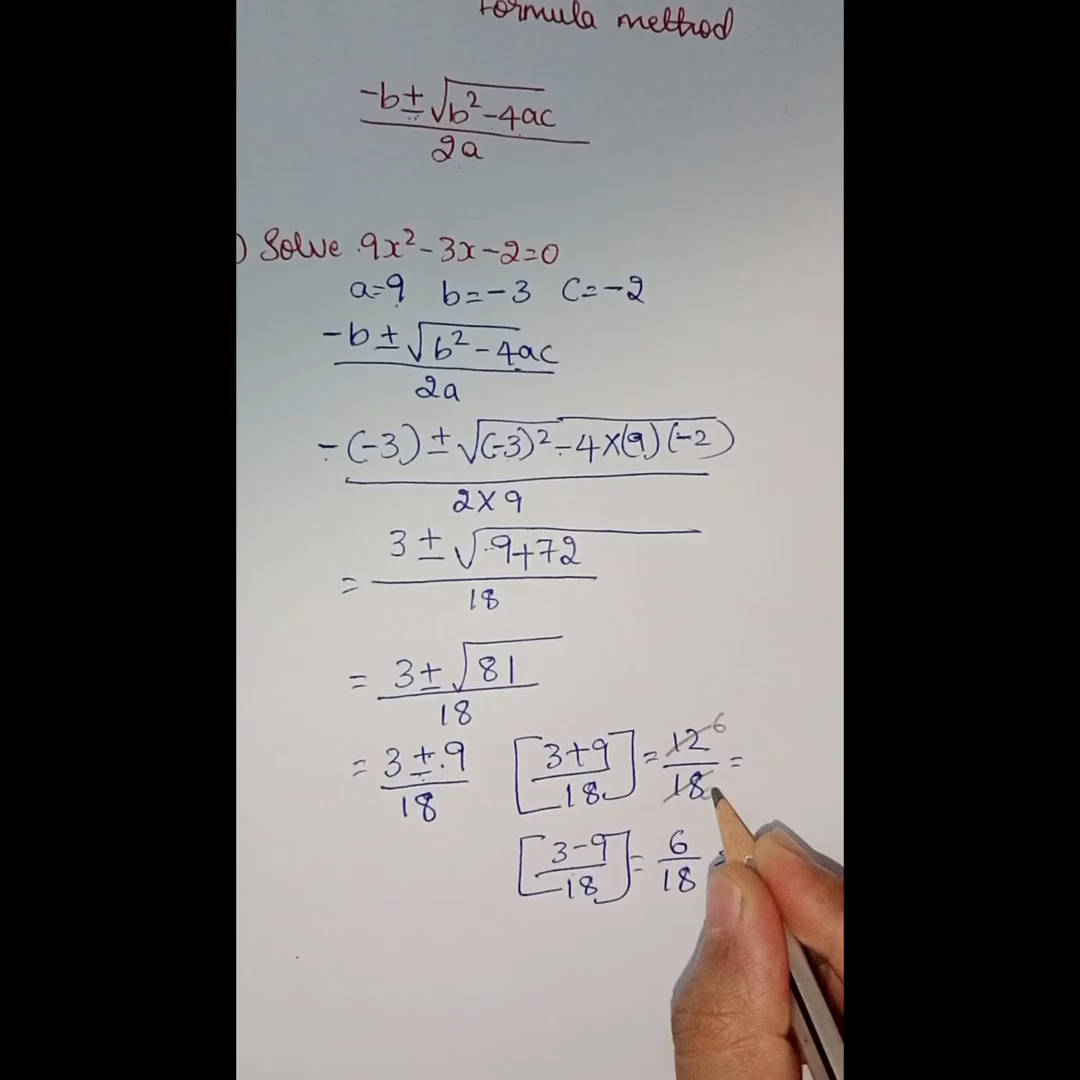 Formula method
-b ± √b² - 4ac
2a
) Solve 9x² - 3x - 2 = 0
a = 9 b = -3 c = -2
-b ± √b² - 4ac
2a
-(-3) ± √(-3)² - 4 × (9) (-2)
2 × 9
= 3 ± √9 + 72
18
= 3 ± √81
18
= 3 ± 9 / 18 [3 + 9 / 18] = 12 6 / 18 =
[3 - 9 / 18] = 6 / 18